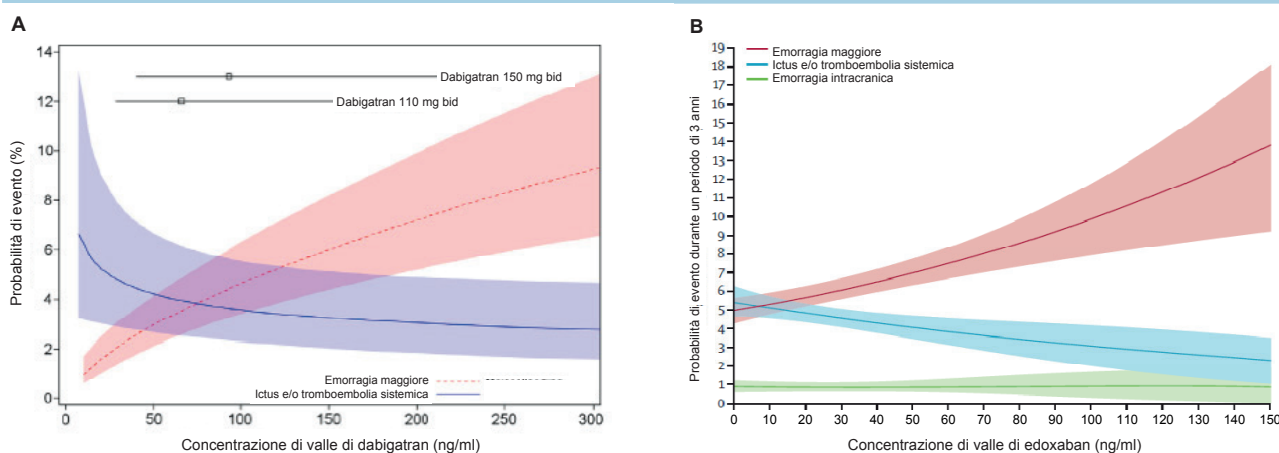 A
14
12
10
8
6
4
2
0
Probabilità di evento (%)
Dabigatran 150 mg bid
Dabigatran 110 mg bid
Emorragia maggiore
Ictus e/o tromboembolia sistemica
0 50 100 150 200 250 300
Concentrazione di valle di dabigatran (ng/ml)
B
19
18
17
16
15
14
13
12
11
10
9
8
7
6
5
4
3
2
1
0
Probabilità di evento durante un periodo di 3 anni
Emorragia maggiore
Ictus e/o tromboembolia sistemica
Emorragia intracranica
0 10 20 30 40 50 60 70 80 90 100 110 120 130 140 150
Concentrazione di valle di edoxaban (ng/ml)